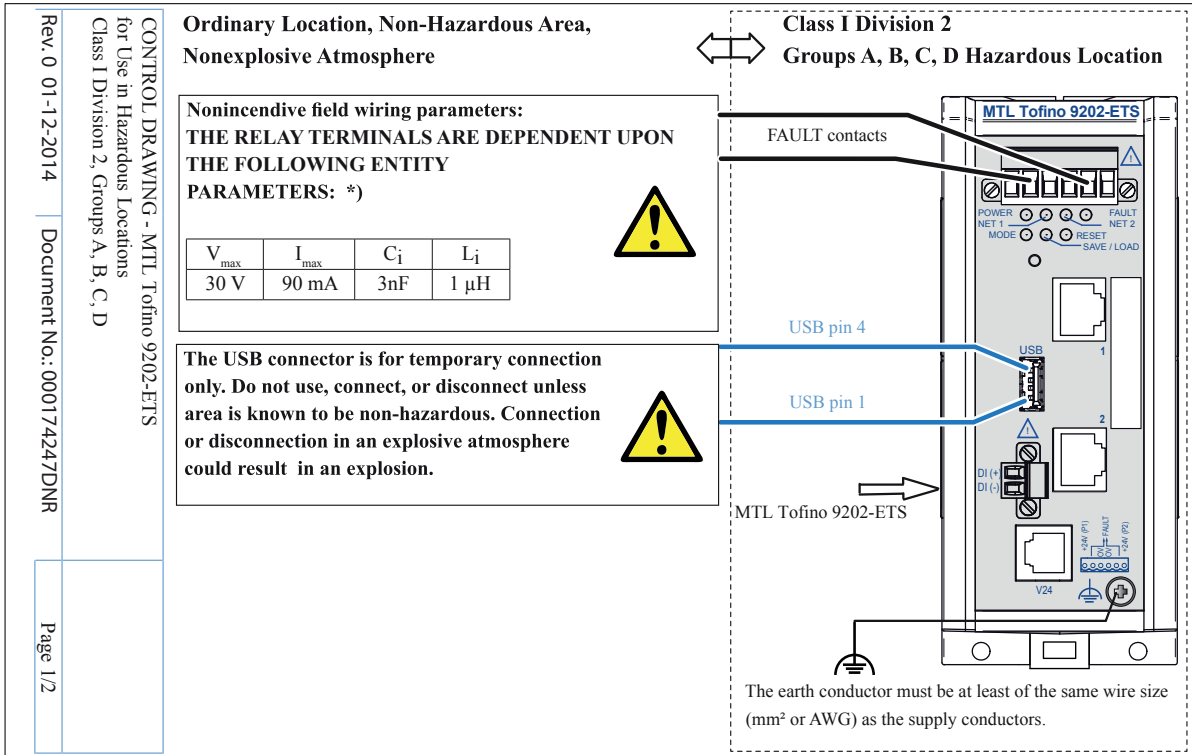 CONTROL DRAWING - MTL Tofino 9202-ETS
for Use in Hazardous Locations
Class I Division 2, Groups A, B, C, D
Rev. 0 01-12-2014
Document No.: 000174247DNR
Page 1/2
Ordinary Location, Non-Hazardous Area,
Nonexplosive Atmosphere
Class I Division 2
Groups A, B, C, D Hazardous Location
Nonincendive field wiring parameters:
THE RELAY TERMINALS ARE DEPENDENT UPON
THE FOLLOWING ENTITY
PARAMETERS: *)
Vmax Imax Ci Li
30 V 90 mA 3nF 1 µH
The USB connector is for temporary connection
only. Do not use, connect, or disconnect unless
area is known to be non-hazardous. Connection
or disconnection in an explosive atmosphere
could result in an explosion.
FAULT contacts
USB pin 4
USB pin 1
MTL Tofino 9202-ETS
MTL Tofino 9202-ETS
POWER FAULT
NET 1 NET 2
MODE RESET
SAVE / LOAD
USB
1
2
DI (+)
DI (-)
+24V (P1)
0V
FAULT
0V
+24V (P2)
V24
The earth conductor must be at least of the same wire size
(mm² or AWG) as the supply conductors.